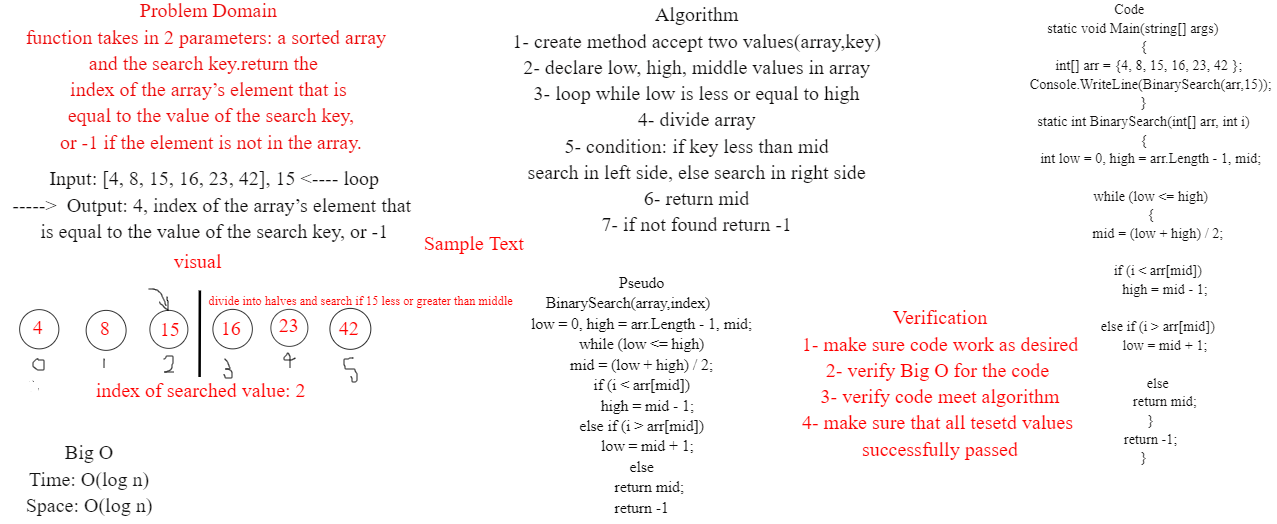 Problem Domain
function takes in 2 parameters: a sorted array
and the search key.return the
index of the array's element that is
equal to the value of the search key,
or -1 if the element is not in the array.
Input: [4, 8, 15, 16, 23, 42], 15 <---- loop
-----> Output: 4, index of the array's element that
is equal to the value of the search key, or -1
visual
divide into halves and search if 15 less or greater than middle
4 8 15 16 23 42
0 1 2 3 4 5
index of searched value: 2
Big O
Time: O(log n)
Space: O(log n)
Sample Text
Algorithm
1- create method accept two values(array,key)
2- declare low, high, middle values in array
3- loop while low is less or equal to high
4- divide array
5- condition: if key less than mid
search in left side, else search in right side
6- return mid
7- if not found return -1
Pseudo
BinarySearch(array,index)
low = 0, high = arr.Length - 1, mid;
while (low <= high)
mid = (low + high) / 2;
if (i < arr[mid])
high = mid - 1;
else if (i > arr[mid])
low = mid + 1;
else
return mid;
return -1
Verification
1- make sure code work as desired
2- verify Big O for the code
3- verify code meet algorithm
4- make sure that all tesetd values
successfully passed
Code
static void Main(string[] args)
{
int[] arr = {4, 8, 15, 16, 23, 42 };
Console.WriteLine(BinarySearch(arr,15));
}
static int BinarySearch(int[] arr, int i)
{
int low = 0, high = arr.Length - 1, mid;
while (low <= high)
{
mid = (low + high) / 2;
if (i < arr[mid])
high = mid - 1;
else if (i > arr[mid])
low = mid + 1;
else
return mid;
}
return -1;
}